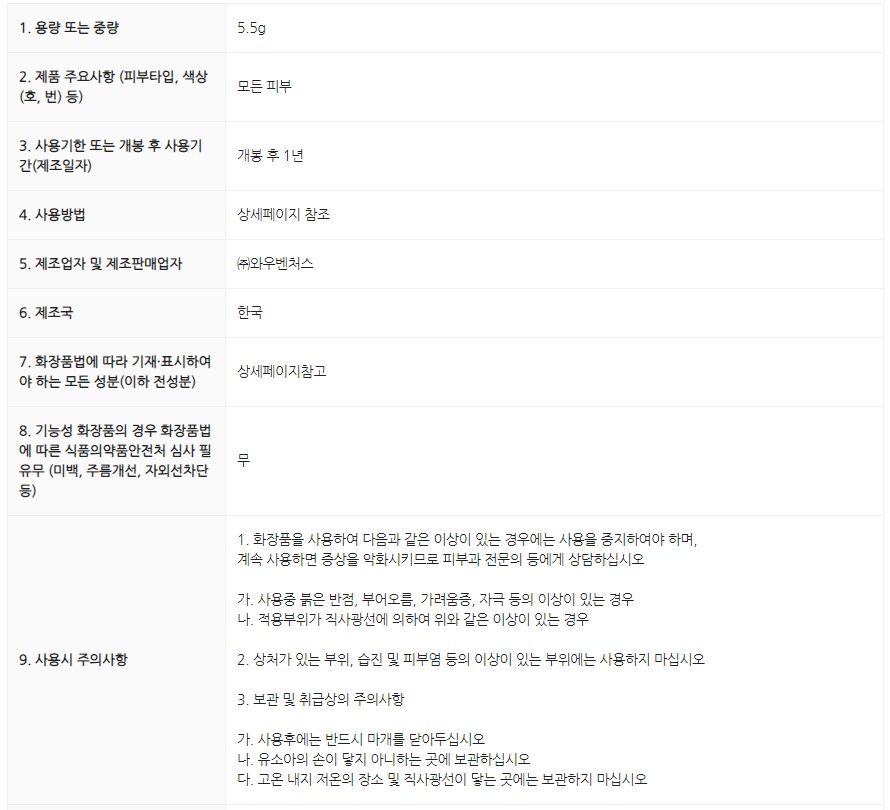 1. 용량 또는 중량
5.5g
2. 제품 주요사항 (피부타입, 색상
(호, 번) 등)
모든 피부
3. 사용기한 또는 개봉 후 사용기
간(제조일자)
개봉 후 1년
4. 사용방법
상세페이지 참조
5. 제조업자 및 제조판매업자
㈜와우벤처스
6. 제조국
한국
7. 화장품법에 따라 기재·표시하여
야 하는 모든 성분(이하 전성분)
상세페이지참고
8. 기능성 화장품의 경우 화장품법
에 따른 식품의약품안전처 심사 필
유무 (미백, 주름개선, 자외선차단
등)
무
9. 사용시 주의사항
1. 화장품을 사용하여 다음과 같은 이상이 있는 경우에는 사용을 중지하여야 하며,
계속 사용하면 증상을 악화시키므로 피부과 전문의 등에게 상담하십시오
가. 사용중 붉은 반점, 부어오름, 가려움증, 자극 등의 이상이 있는 경우
나. 적용부위가 직사광선에 의하여 위와 같은 이상이 있는 경우
2. 상처가 있는 부위, 습진 및 피부염 등의 이상이 있는 부위에는 사용하지 마십시오
3. 보관 및 취급상의 주의사항
가. 사용후에는 반드시 마개를 닫아두십시오
나. 유소아의 손이 닿지 아니하는 곳에 보관하십시오
다. 고온 내지 저온의 장소 및 직사광선이 닿는 곳에는 보관하지 마십시오